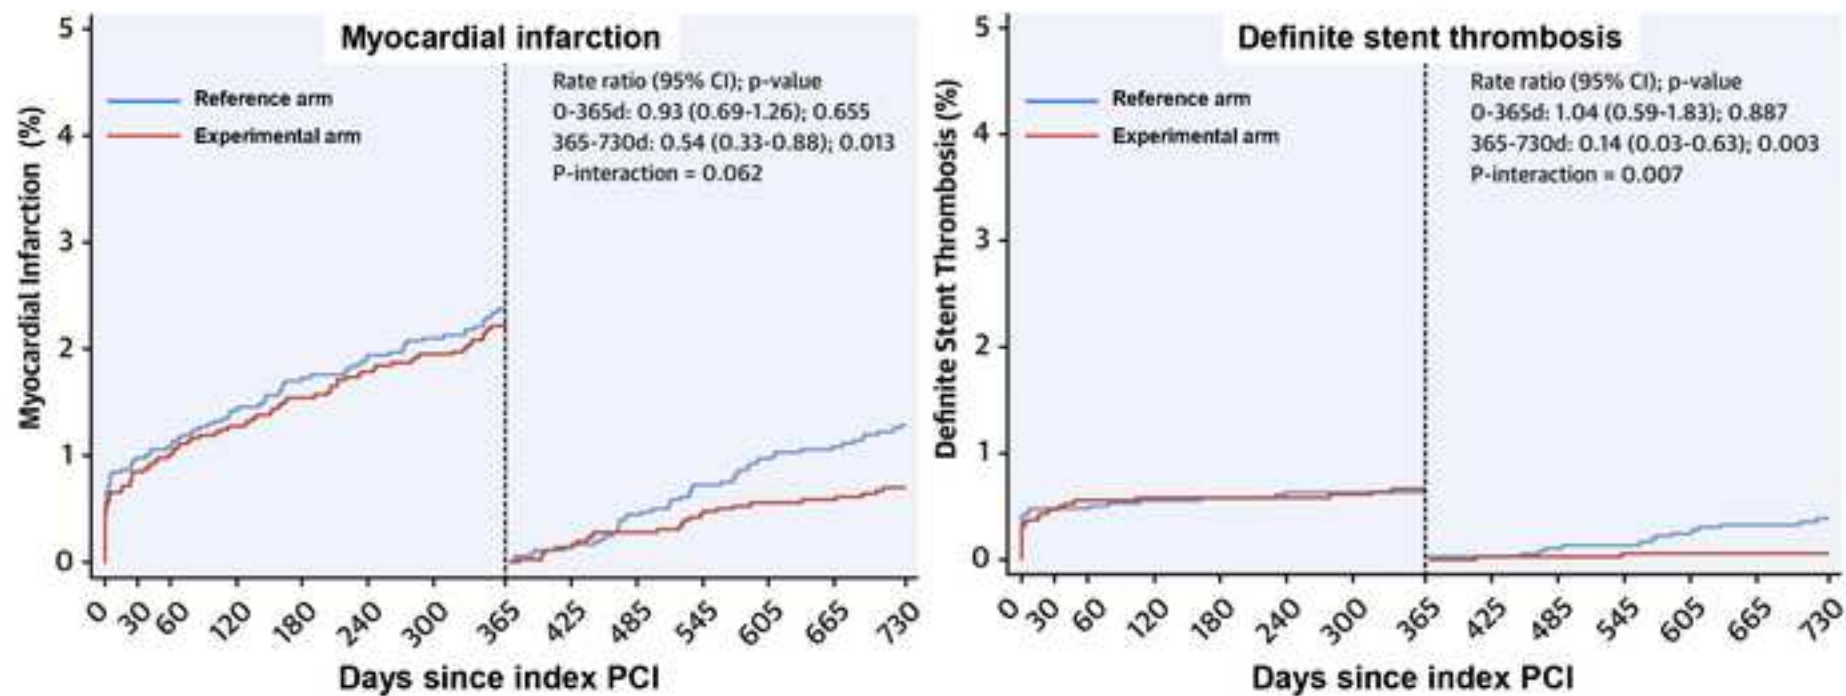 Myocardial infarction
Reference arm
Experimental arm
Rate ratio (95% CI); p-value
0-365d: 0.93 (0.69-1.26); 0.655
365-730d: 0.54 (0.33-0.88); 0.013
P-interaction = 0.062
Myocardial Infarction (%)
5
4
3
2
1
0
0 30 60 120 180 240 300 365 425 485 545 605 665 730
Days since index PCI
Definite stent thrombosis
Reference arm
Experimental arm
Rate ratio (95% CI); p-value
0-365d: 1.04 (0.59-1.83); 0.887
365-730d: 0.14 (0.03-0.63); 0.003
P-interaction = 0.007
Definite Stent Thrombosis (%)
5
4
3
2
1
0
0 30 60 120 180 240 300 365 425 485 545 605 665 730
Days since index PCI